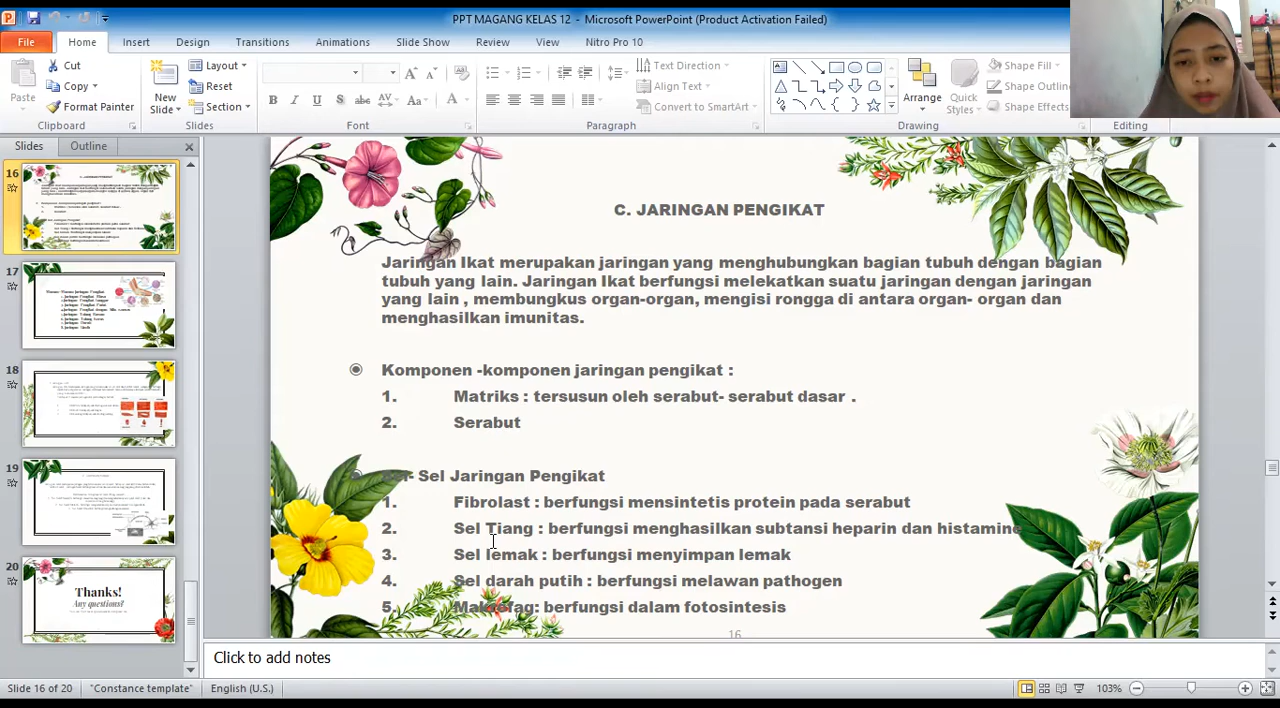 PPT MAGANG KELAS 12 - Microsoft PowerPoint (Product Activation Failed)
File Home Insert Design Transitions Animations Slide Show Review View Nitro Pro 10
Paste
Cut
Copy
Format Painter
Clipboard
New Slide
Layout
Reset
Section
Slides
Font
Text Direction
Align Text
Convert to SmartArt
Paragraph
Arrange
Quick Styles
Shape Fill
Shape Outline
Shape Effects
Drawing
Editing
Slides Outline
16
17
18
19
20
Thanks!
Any questions?
C. JARINGAN PENGIKAT
Jaringan Ikat merupakan jaringan yang menghubungkan bagian tubuh dengan bagian
tubuh yang lain. Jaringan Ikat berfungsi melekatkan suatu jaringan dengan jaringan
yang lain , membungkus organ-organ, mengisi rongga di antara organ- organ dan
menghasilkan imunitas.
Komponen -komponen jaringan pengikat :
1. Matriks : tersusun oleh serabut- serabut dasar .
2. Serabut
- Sel Jaringan Pengikat
1. Fibrolast : berfungsi mensintetis protein pada serabut
2. Sel Tiang : berfungsi menghasilkan subtansi heparin dan histamine
3. Sel lemak : berfungsi menyimpan lemak
4. Sel darah putih : berfungsi melawan pathogen
5. Makrofag: berfungsi dalam fotosintesis
16
Click to add notes
Slide 16 of 20 "Constance template" English (U.S.) 103%